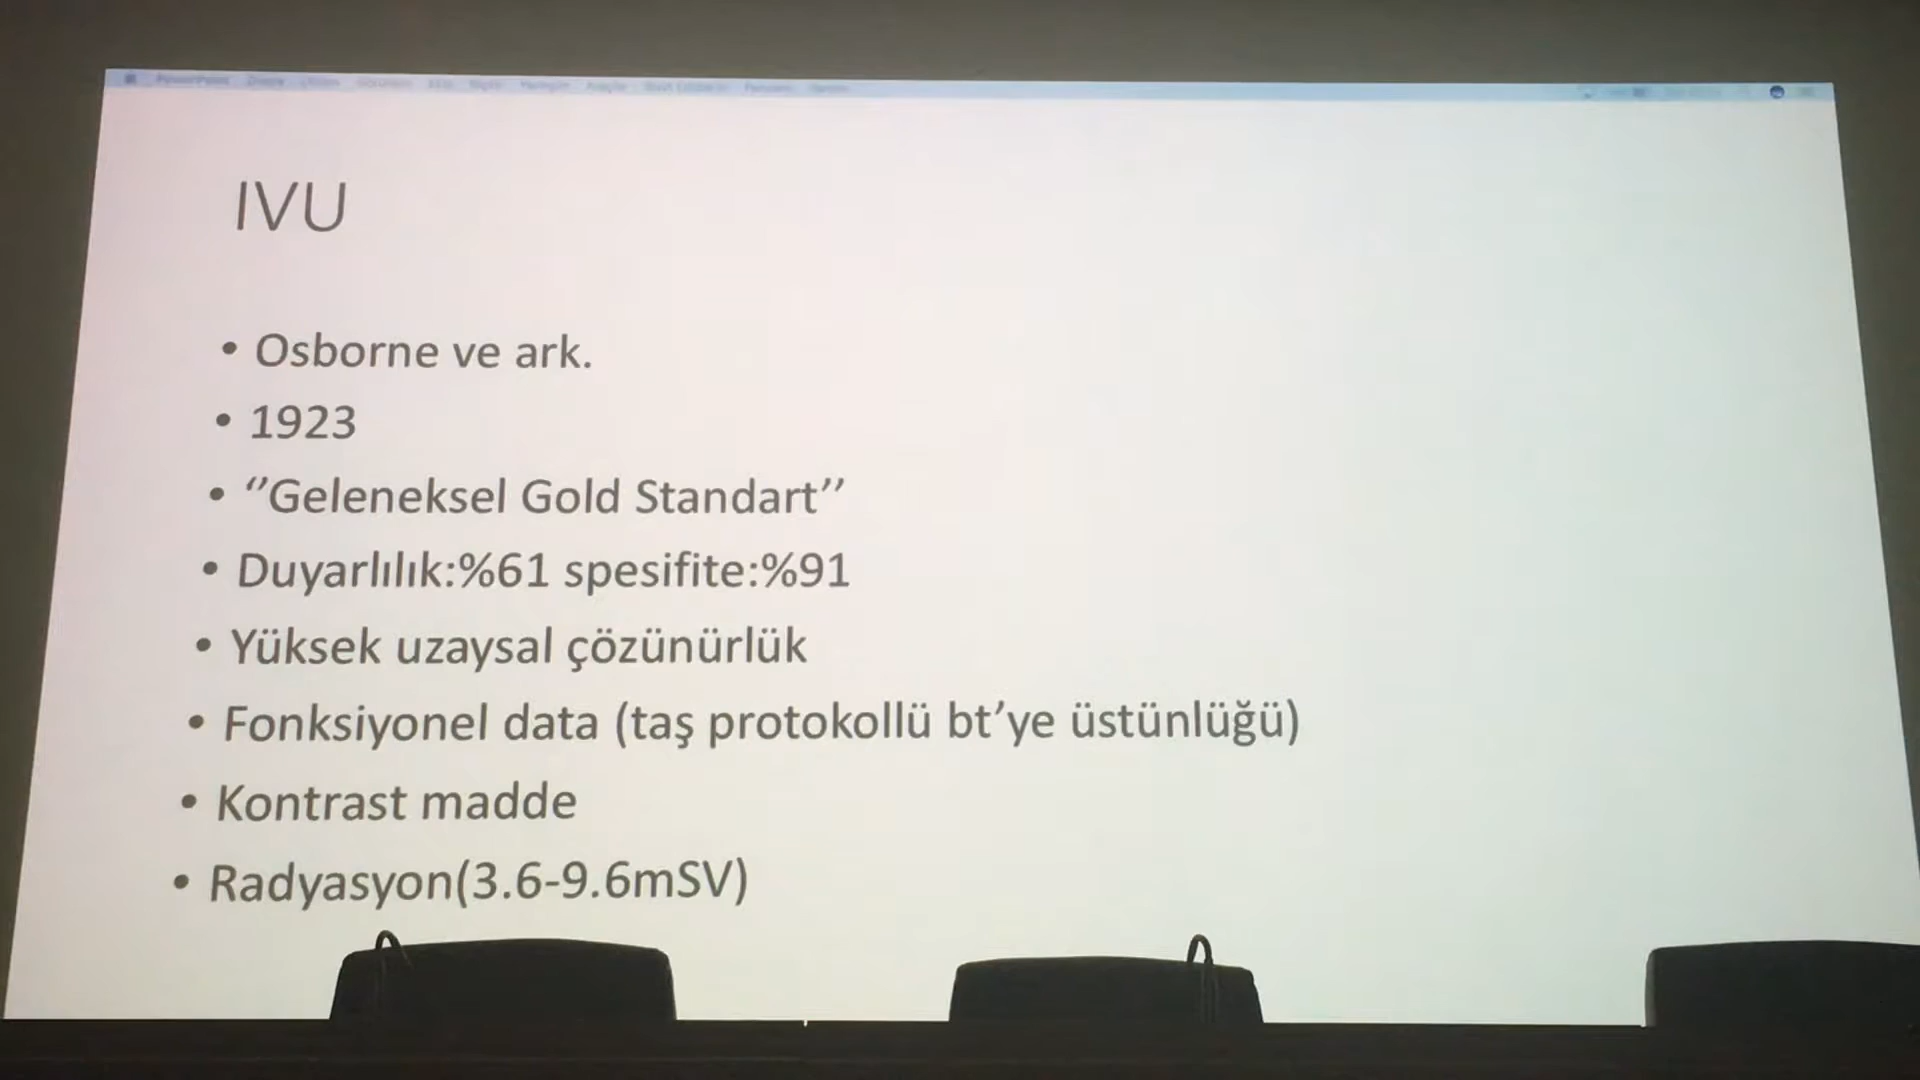 IVU
• Osborne ve ark.
• 1923
• ‘’Geleneksel Gold Standart’’
• Duyarlılık:%61 spesifite:%91
• Yüksek uzaysal çözünürlük
• Fonksiyonel data (taş protokollü bt’ye üstünlüğü)
• Kontrast madde
• Radyasyon(3.6-9.6mSV)